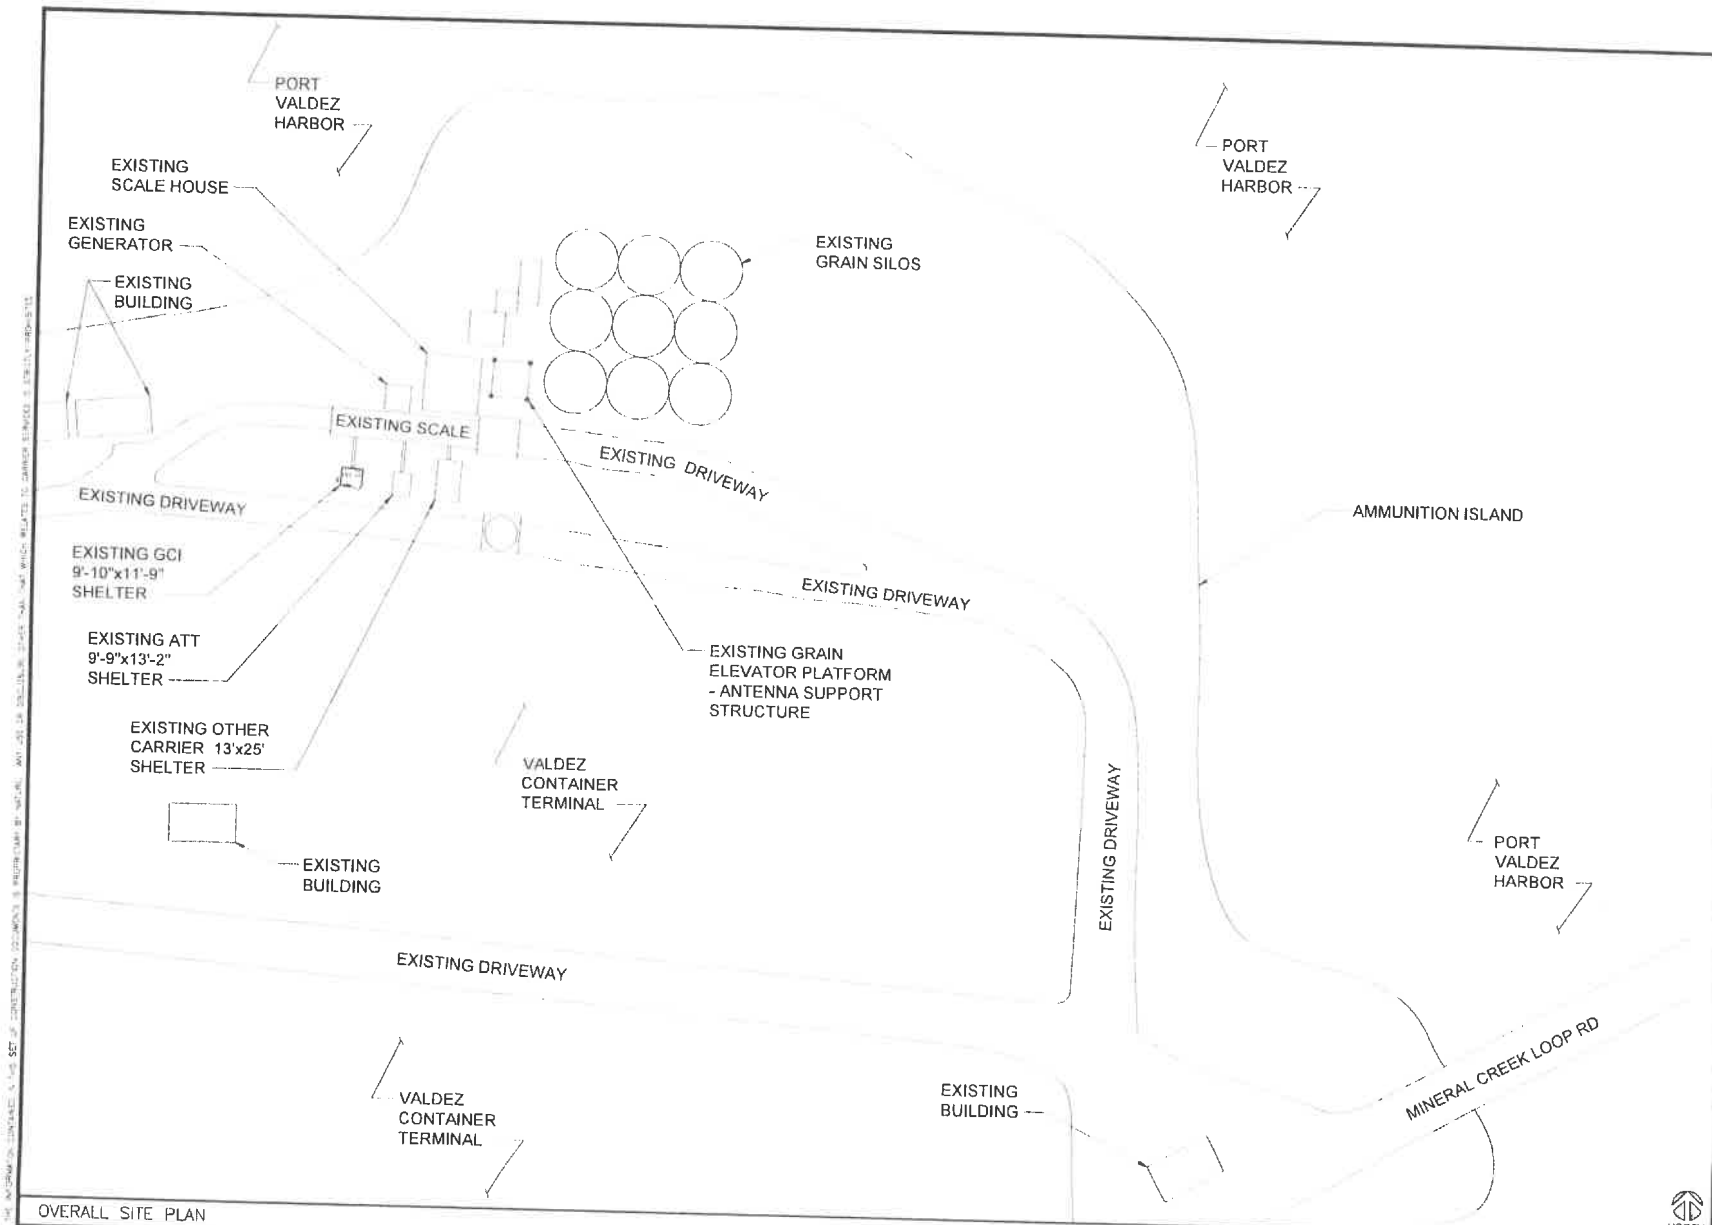 PORT
VALDEZ
HARBOR
PORT
VALDEZ
HARBOR
EXISTING
SCALE HOUSE
EXISTING
GENERATOR
EXISTING
BUILDING
EXISTING
GRAIN SILOS
EXISTING SCALE
EXISTING DRIVEWAY
EXISTING DRIVEWAY
AMMUNITION ISLAND
EXISTING GCI
9'-10"x11'-9"
SHELTER
EXISTING DRIVEWAY
EXISTING ATT
9'-9"x13'-2"
SHELTER
EXISTING GRAIN
ELEVATOR PLATFORM
- ANTENNA SUPPORT
STRUCTURE
EXISTING OTHER
CARRIER 13'x25'
SHELTER
VALDEZ
CONTAINER
TERMINAL
EXISTING DRIVEWAY
PORT
VALDEZ
HARBOR
EXISTING
BUILDING
EXISTING DRIVEWAY
MINERAL CREEK LOOP RD
VALDEZ
CONTAINER
TERMINAL
EXISTING
BUILDING
OVERALL SITE PLAN